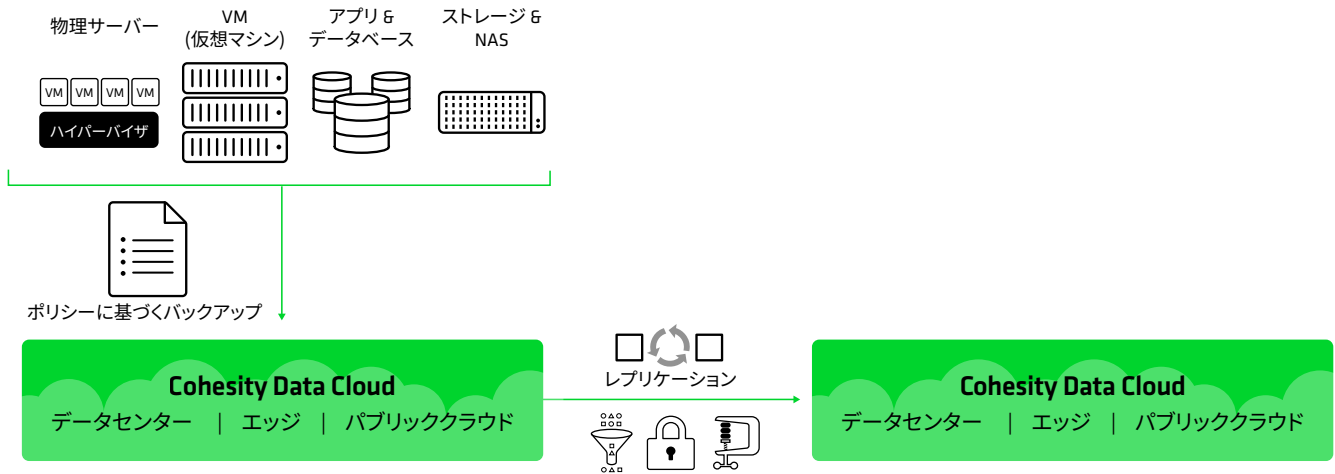 物理サーバー
VM
(仮想マシン)
アプリ &
データベース
ストレージ &
NAS
VM VM VM VM
ハイパーバイザ
ポリシーに基づくバックアップ
Cohesity Data Cloud
データセンター | エッジ | パブリッククラウド
レプリケーション
Cohesity Data Cloud
データセンター | エッジ | パブリッククラウド